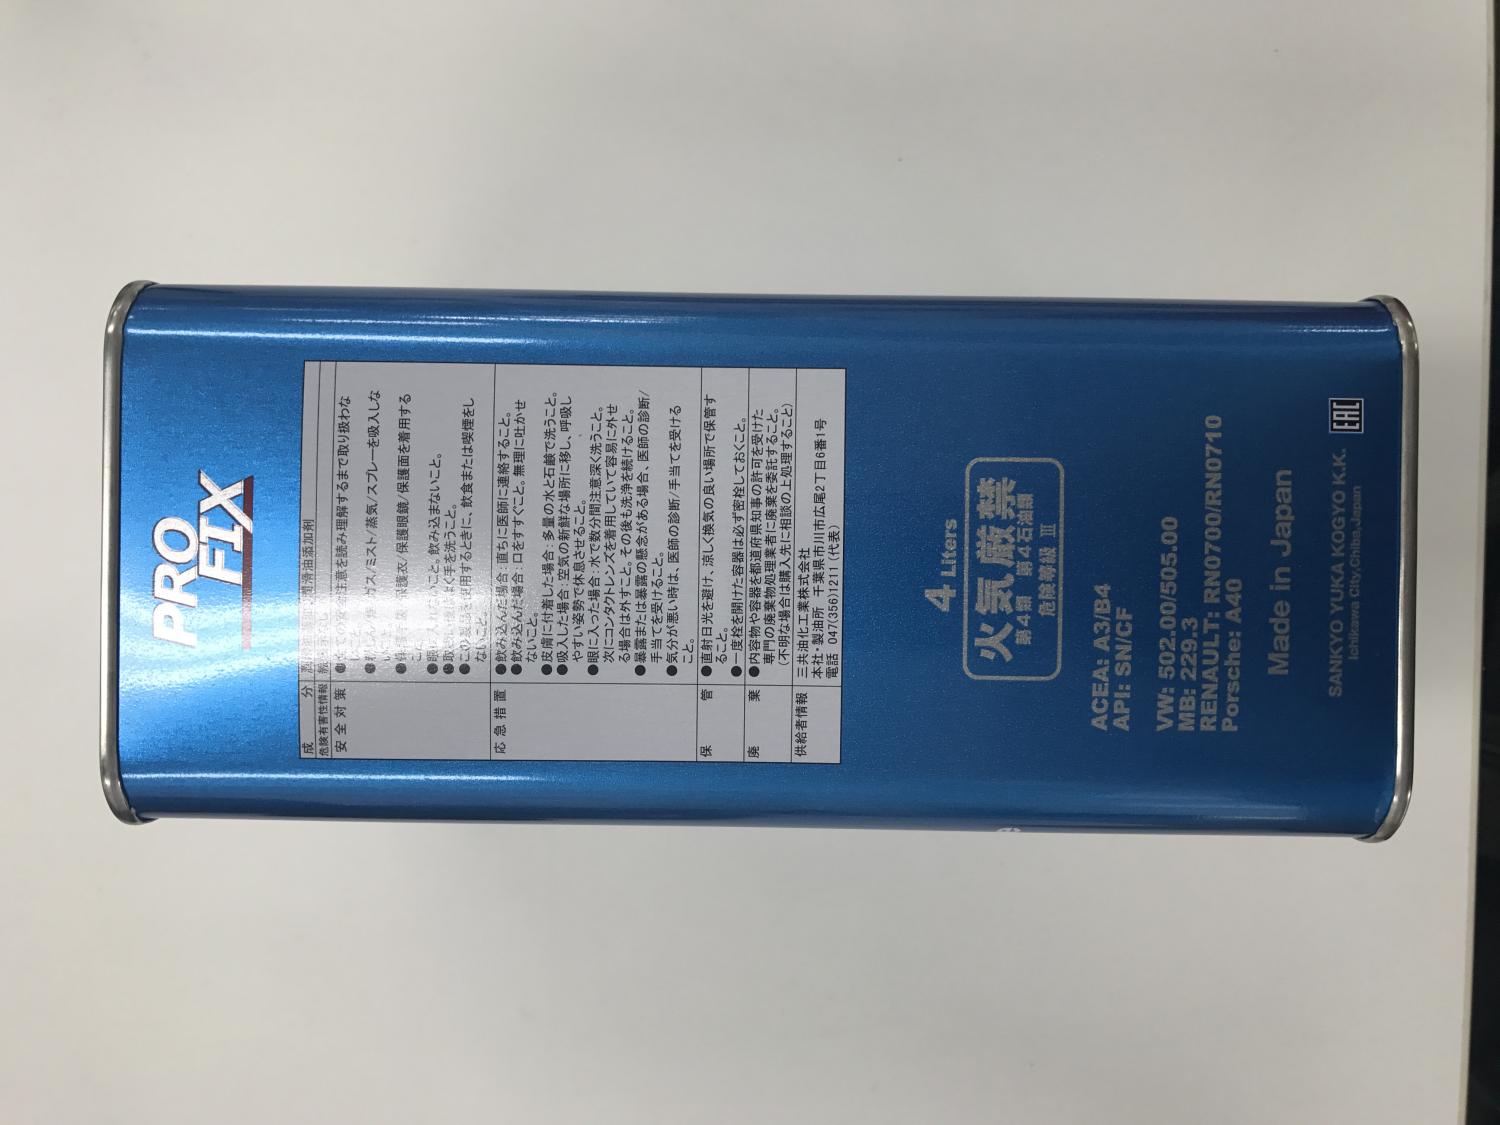 PRO
FIX
成 分
潤滑油添加剤
危険有害性情報
安 全 対 策
の安全注意を読み理解するまで取り扱わな
ミスト/蒸気/スプレーを吸入しな
保護衣/保護眼鏡/保護面を着用する
飲み込まないこと。
手を洗うこと。
●この製品を使用するときに、飲食または喫煙をし
ないこと。
応 急 措 置
●飲み込んだ場合:直ちに医師に連絡すること。
●飲み込んだ場合:口をすすぐこと。無理に吐かせ
ないこと。
●皮膚に付着した場合:多量の水と石鹸で洗うこと。
●吸入した場合:空気の新鮮な場所に移し、呼吸し
やすい姿勢で休息させること。
●眼に入った場合:水で数分間注意深く洗うこと。
次にコンタクトレンズを着用していて容易に外せ
る場合は外すこと。その後も洗浄を続けること。
●暴露または暴露の懸念がある場合、医師の診断/
手当てを受けること。
●気分が悪い時は、医師の診断/手当てを受ける
こと。
保 管
●直射日光を避け、涼しく換気の良い場所で保管す
ること。
●一度栓を開けた容器は必ず密栓しておくこと。
廃 棄
●内容物や容器を都道府県知事の許可を受けた
専門の廃棄物処理業者に廃棄を委託すること。
(不明な場合は購入先に相談の上処理すること)
供給者情報
三共油化工業株式会社
本社・製油所 千葉県市川市広尾2丁目6番1号
電話 047(356)1211 (代表)
4 Liters
火気厳禁
第4類 第4石油類
危険等級 III
ACEA: A3/B4
API: SN/CF
VW: 502.00/505.00
MB: 229.3
RENAULT: RN0700/RN0710
Porsche: A40
Made in Japan
SANKYO YUKA KOGYO K.K.
Ichikawa City,Chiba,Japan
EAC